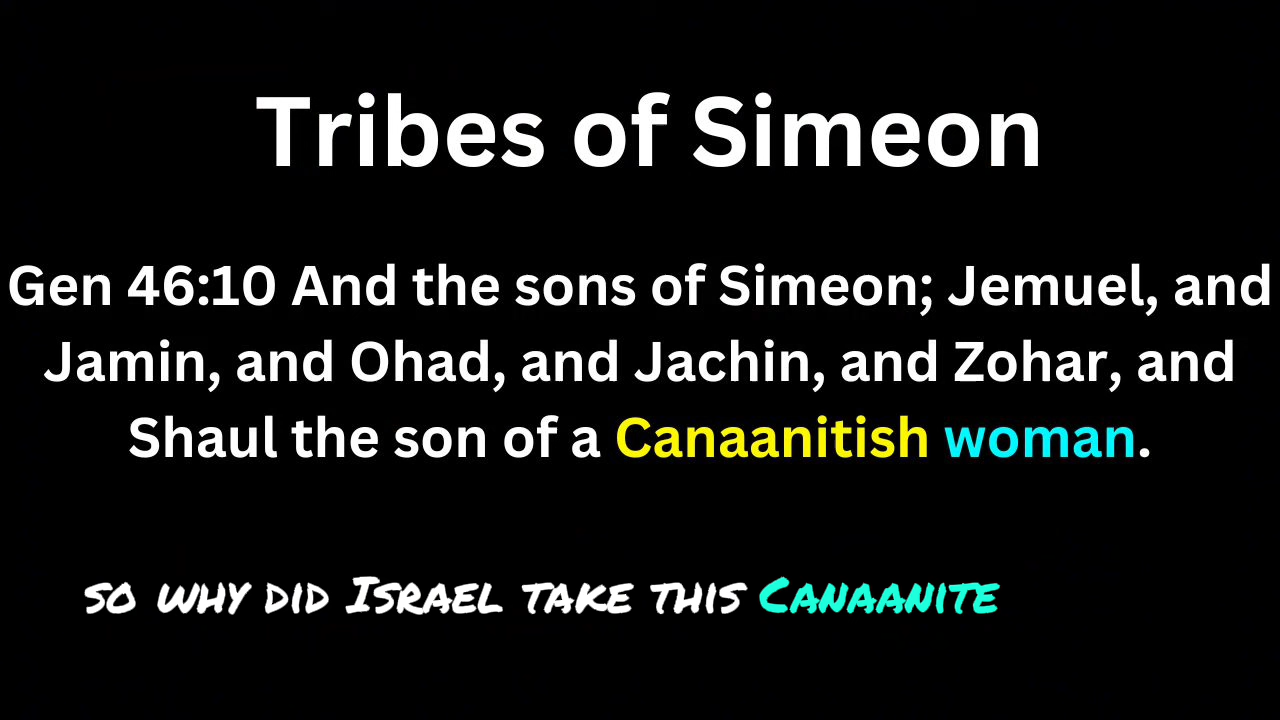 Tribes of Simeon
Gen 46:10 And the sons of Simeon; Jemuel, and
Jamin, and Ohad, and Jachin, and Zohar, and
Shaul the son of a Canaanitish woman.
so why did Israel take this Canaanite